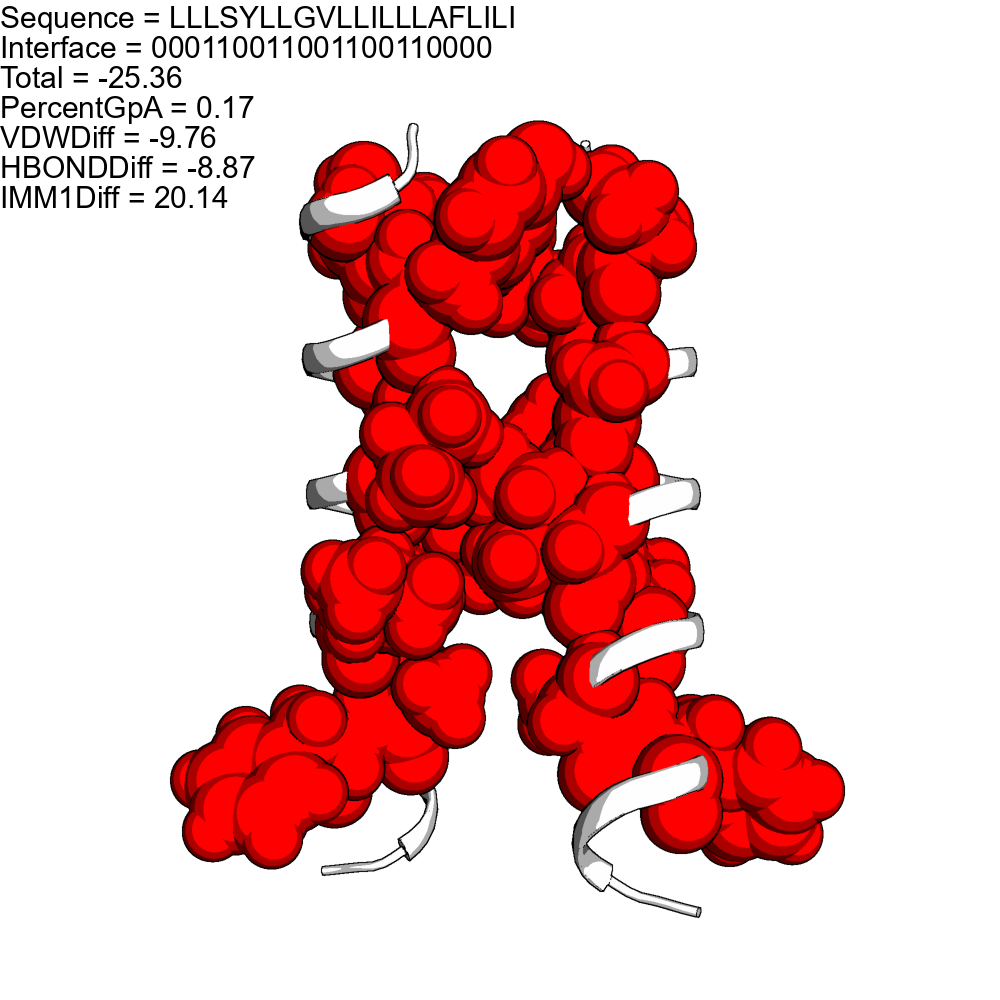 Sequence = LLLSYLLGVLLILLLAFLILI
Interface = 000110011001100110000
Total = -25.36
PercentGpA = 0.17
VDWDiff = -9.76
HBONDDiff = -8.87
IMM1Diff = 20.14